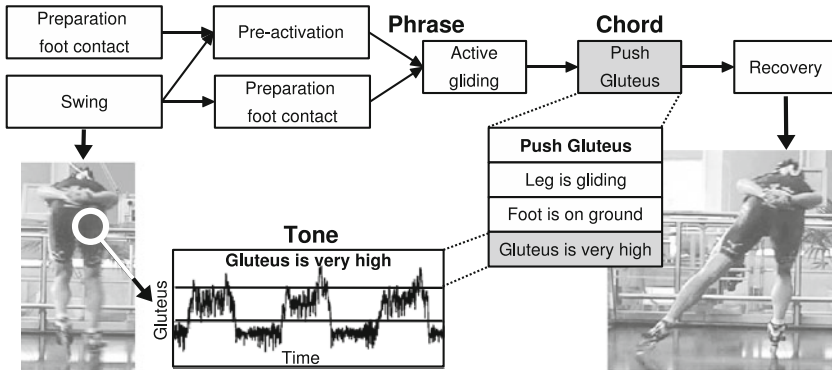 Preparation
foot contact
Pre-activation
Phrase
Active
gliding
Chord
Push
Gluteus
Recovery
Swing
Preparation
foot contact
Push Gluteus
Leg is gliding
Foot is on ground
Gluteus is very high
Tone
Gluteus is very high
Gluteus
Time